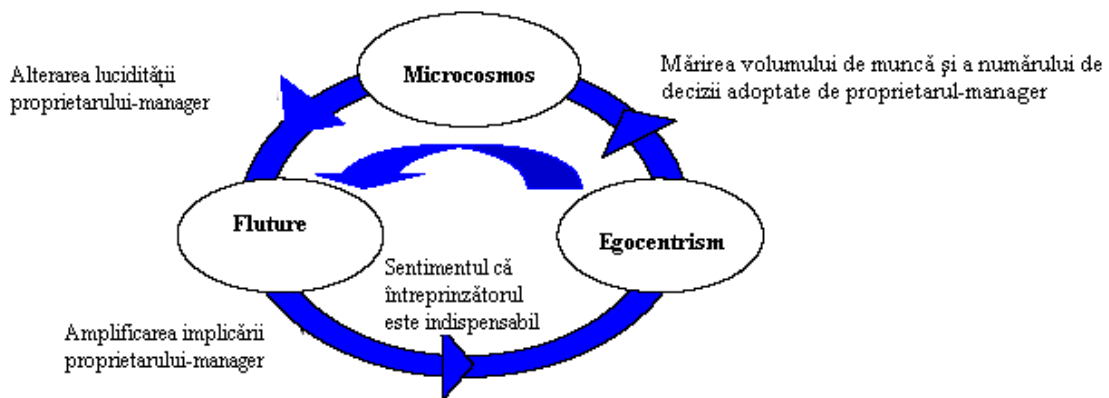 Microcosmos
Alterarea lucidității
proprietarului-manager
Mărirea volumului de muncă și a numărului de
decizii adoptate de proprietarul-manager
Fluture
Egocentrism
Sentimentul că
întreprinzătorul
este indispensabil
Amplificarea implicării
proprietarului-manager